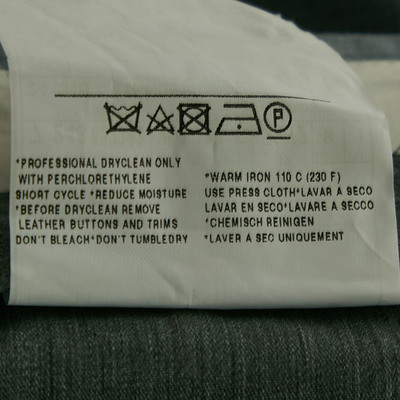 P
*PROFESSIONAL DRYCLEAN ONLY
WITH PERCHLORETHYLENE
SHORT CYCLE *REDUCE MOISTURE
*BEFORE DRYCLEAN REMOVE
LEATHER BUTTONS AND TRIMS
DON'T BLEACH*DON'T TUMBLEDRY
*WARM IRON 110 C (230 F)
USE PRESS CLOTH*LAVAR A SECO
LAVAR EN SECO*LAVARE A SECCO
*CHEMISCH REINIGEN
*LAVER A SEC UNIQUEMENT